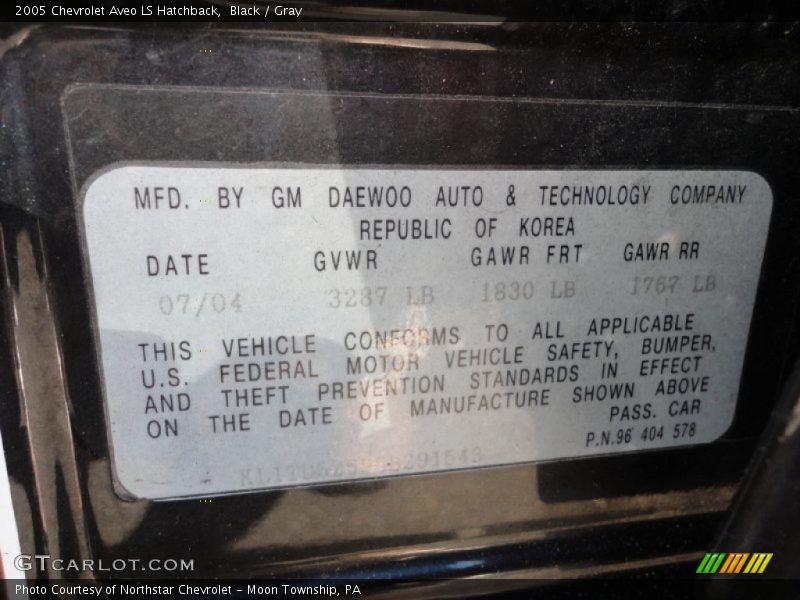 2005 Chevrolet Aveo LS Hatchback, Black / Gray
MFD. BY GM DAEWOO AUTO & TECHNOLOGY COMPANY
REPUBLIC OF KOREA
DATE GVWR GAWR FRT GAWR RR
07/04 3287 LB 1830 LB 1767 LB
THIS VEHICLE CONFORMS TO ALL APPLICABLE
U.S. FEDERAL MOTOR VEHICLE SAFETY, BUMPER,
AND THEFT PREVENTION STANDARDS IN EFFECT
ON THE DATE OF MANUFACTURE SHOWN ABOVE
PASS. CAR
P.N.96 404 578
GTCARLOT.COM
Photo Courtesy of Northstar Chevrolet - Moon Township, PA